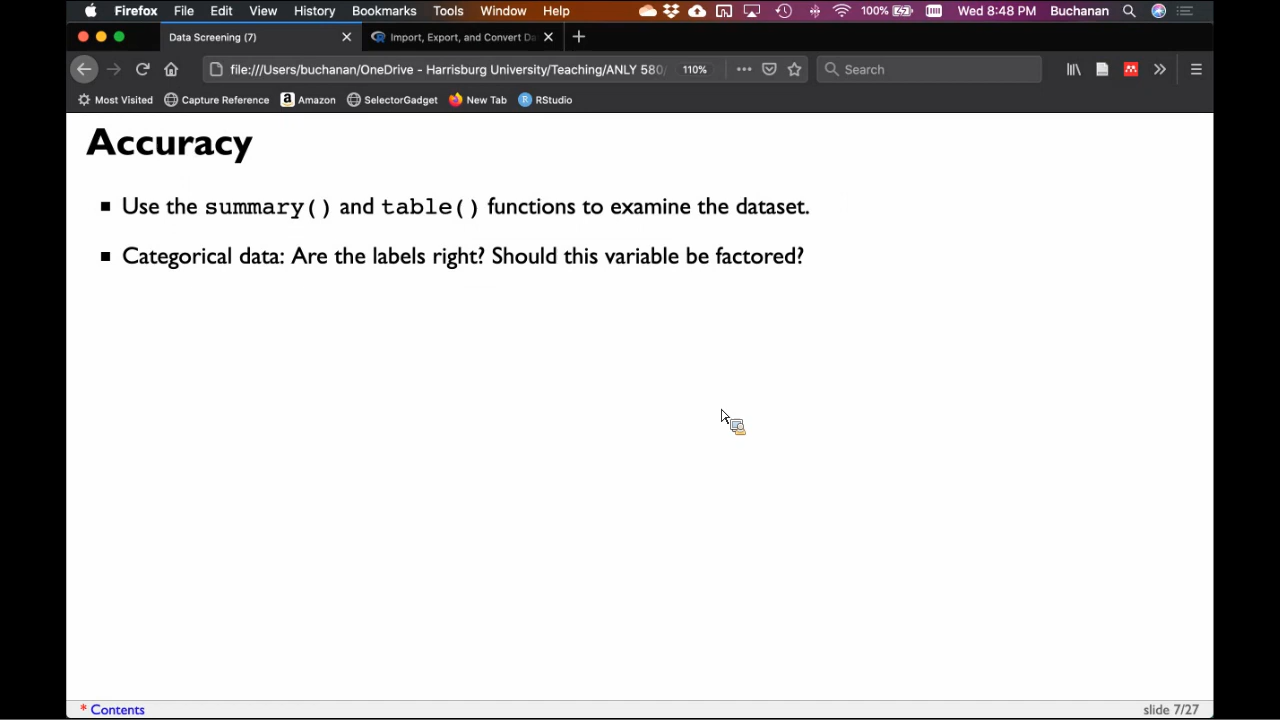 Firefox File Edit View History Bookmarks Tools Window Help 100% Wed 8:48 PM Buchanan
Data Screening (7) Import, Export, and Convert Da
file:///Users/buchanan/OneDrive - Harrisburg University/Teaching/ANLY 580/ 110% Search
Most Visited Capture Reference Amazon SelectorGadget New Tab RStudio
Accuracy
Use the summary() and table() functions to examine the dataset.
Categorical data: Are the labels right? Should this variable be factored?
* Contents slide 7/27